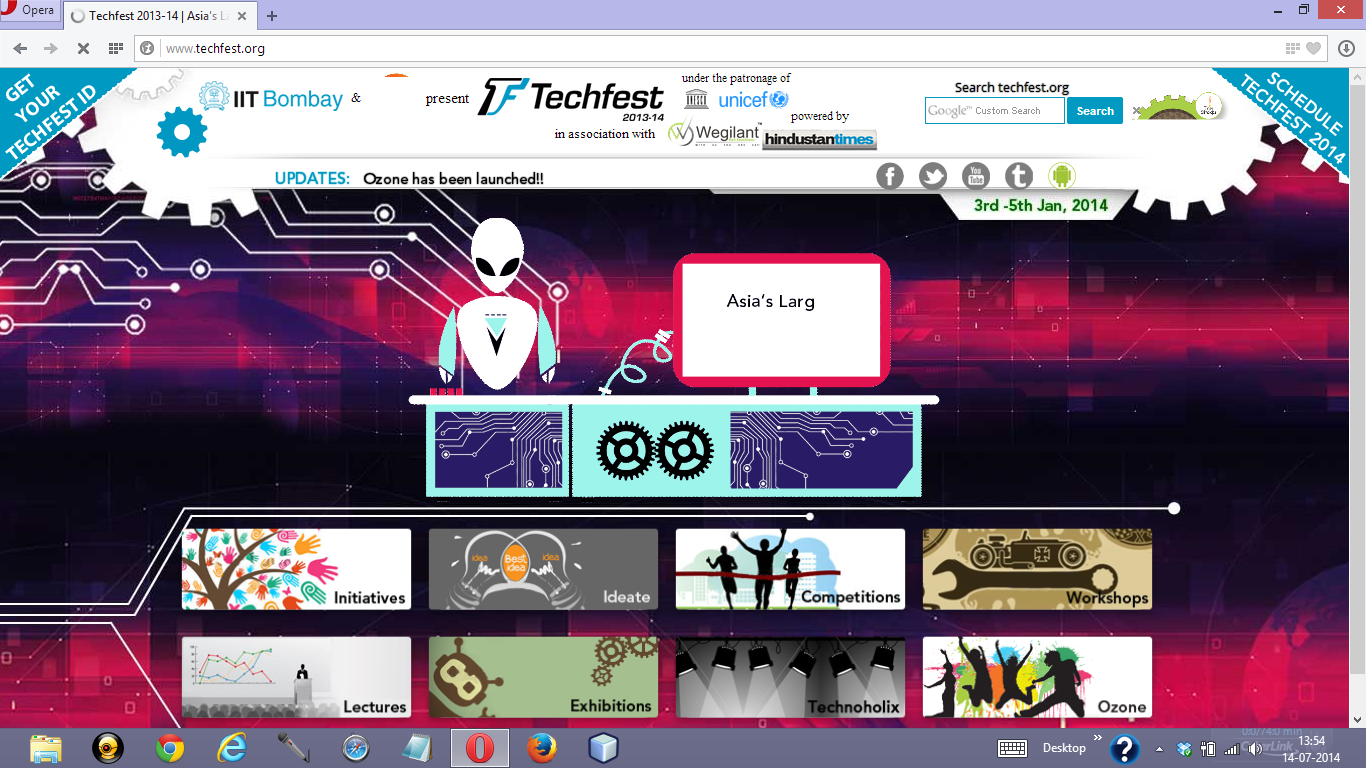 Opera
Techfest 2013-14 | Asia's La
www.techfest.org
GET
YOUR
TECHFEST ID
IIT Bombay & present
Techfest
2013-14
under the patronage of
unicef
powered by
in association with
Wegilant
hindustantimes
Search techfest.org
Google™ Custom Search
Search
SCHEDULE
TECHFEST 2014
UPDATES: Ozone has been launched!!
You
Tube
3rd -5th Jan, 2014
Asia's Larg
idea
Best
idea
idea
Initiatives
Ideate
Competitions
Workshops
Lectures
Exhibitions
Technoholix
Ozone
Desktop
13:54
14-07-2014